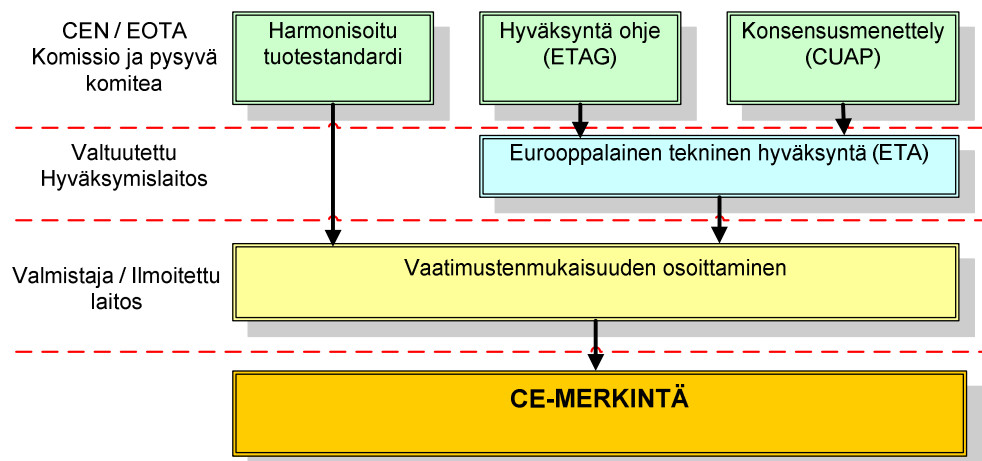 CEN / EOTA
Komissio ja pysyvä
komitea
Harmonisoitu
tuotestandardi
Hyväksyntä ohje
(ETAG)
Konsensusmenettely
(CUAP)
Valtuutettu
Hyväksymislaitos
Eurooppalainen tekninen hyväksyntä (ETA)
Valmistaja / Ilmoitettu
laitos
Vaatimustenmukaisuuden osoittaminen
CE-MERKINTÄ